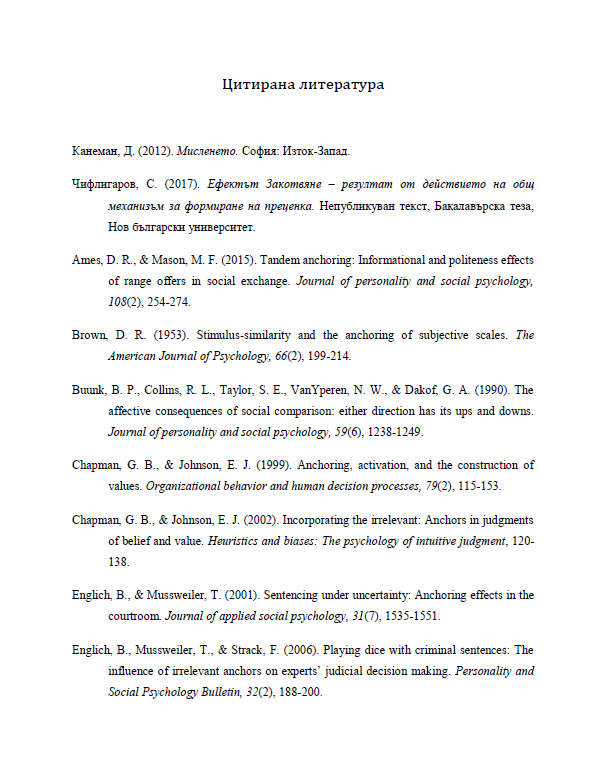 Цитирана литература
Канеман, Д. (2012). Мисленето. София: Изток-Запад.
Чифлигаров, С. (2017). Ефектът Закотвяне – резултат от действието на общ
механизъм за формиране на преценка. Непубликуван текст, Бакалавърска теза,
Нов български университет.
Ames, D. R., & Mason, M. F. (2015). Tandem anchoring: Informational and politeness effects
of range offers in social exchange. Journal of personality and social psychology,
108(2), 254-274.
Brown, D. R. (1953). Stimulus-similarity and the anchoring of subjective scales. The
American Journal of Psychology, 66(2), 199-214.
Buunk, B. P., Collins, R. L., Taylor, S. E., VanYperen, N. W., & Dakof, G. A. (1990). The
affective consequences of social comparison: either direction has its ups and downs.
Journal of personality and social psychology, 59(6), 1238-1249.
Chapman, G. B., & Johnson, E. J. (1999). Anchoring, activation, and the construction of
values. Organizational behavior and human decision processes, 79(2), 115-153.
Chapman, G. B., & Johnson, E. J. (2002). Incorporating the irrelevant: Anchors in judgments
of belief and value. Heuristics and biases: The psychology of intuitive judgment, 120-
138.
Englich, B., & Mussweiler, T. (2001). Sentencing under uncertainty: Anchoring effects in the
courtroom. Journal of applied social psychology, 31(7), 1535-1551.
Englich, B., Mussweiler, T., & Strack, F. (2006). Playing dice with criminal sentences: The
influence of irrelevant anchors on experts’ judicial decision making. Personality and
Social Psychology Bulletin, 32(2), 188-200.